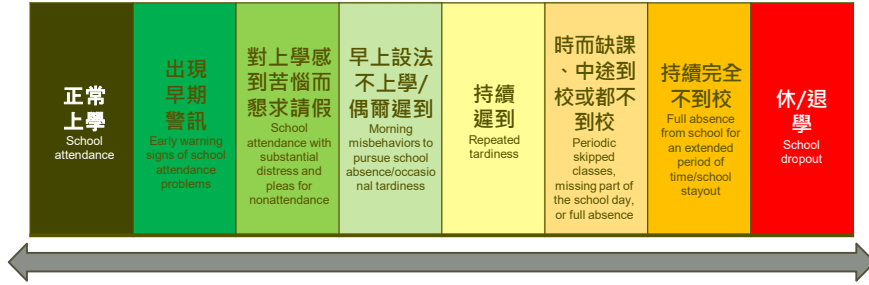 正常
上學
School
attendance
出現
早期
警訊
Early warning
signs of school
attendance
problems
對上學感
到苦惱而
懇求請假
School
attendance with
substantial
distress and
pleas for
nonattendance
早上設法
不上學/
偶爾遲到
Morning
misbehaviors to
pursue school
absence/occasio
nal tardiness
持續
遲到
Repeated
tardiness
時而缺課
、中途到
校或都不
到校
Periodic
skipped
classes,
missing part of
the school day,
or full absence
持續完全
不到校
Full absence
from school for
an extended
period of
time/school
stayout
休/退
學
School
dropout